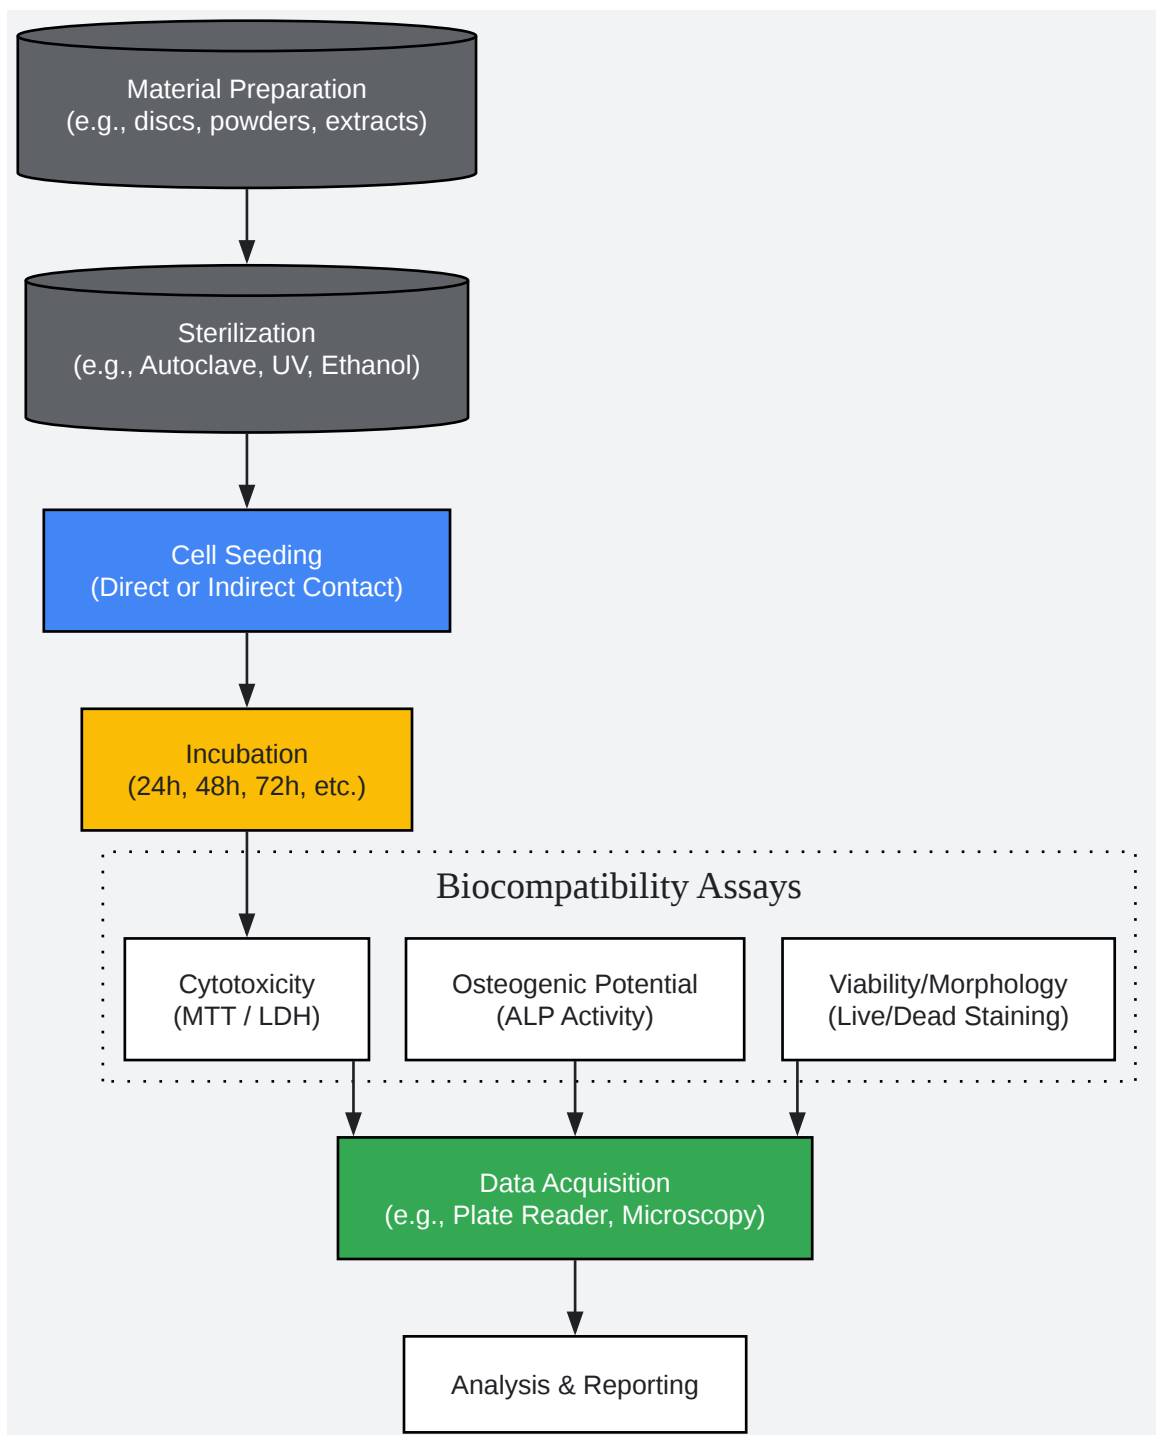 Material Preparation
(e.g., discs, powders, extracts)
Sterilization
(e.g., Autoclave, UV, Ethanol)
Cell Seeding
(Direct or Indirect Contact)
Incubation
(24h, 48h, 72h, etc.)
Biocompatibility Assays
Cytotoxicity
(MTT / LDH)
Osteogenic Potential
(ALP Activity)
Viability/Morphology
(Live/Dead Staining)
Data Acquisition
(e.g., Plate Reader, Microscopy)
Analysis & Reporting